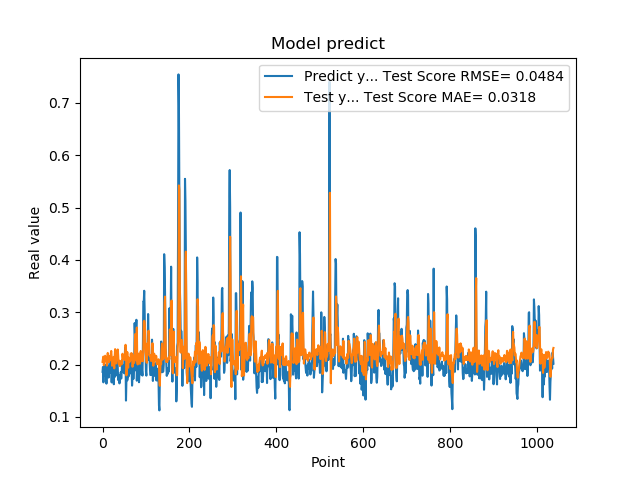 Model predict
Predict y... Test Score RMSE= 0.0484
Test y... Test Score MAE= 0.0318
0.7
0.6
0.5
0.4
0.3
0.2
0.1
Real value
0 200 400 600 800 1000
Point